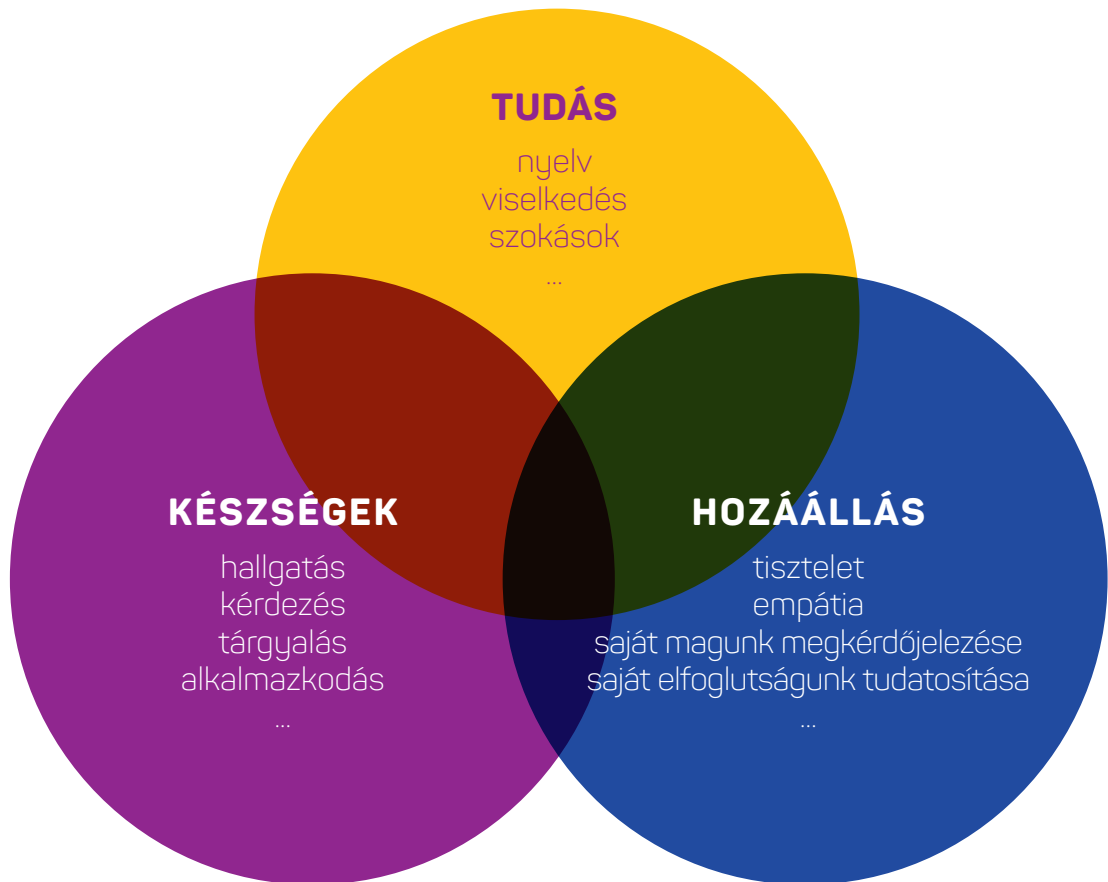 TUDÁS
nyelv
viselkedés
szokások
...
KÉSZSÉGEK
hallgatás
kérdezés
tárgyalás
alkalmazkodás
...
HOZÁÁLLÁS
tisztelet
empátia
saját magunk megkérdőjelezése
saját elfoglutságunk tudatosítása
...